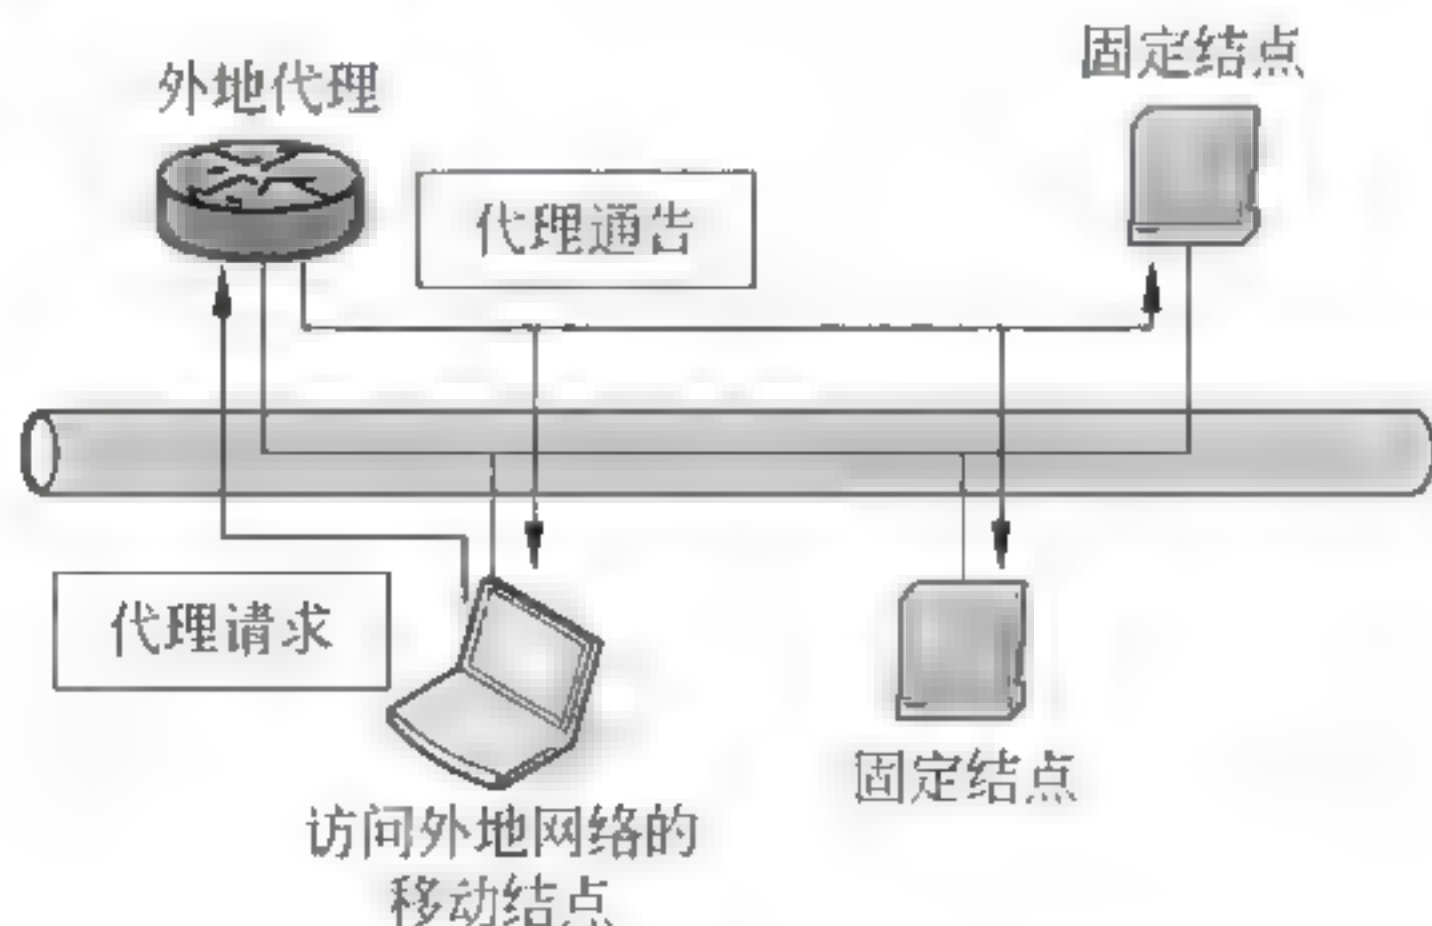 固定结点
外地代理
代理通告
代理请求
固定结点
访问外地网络的
移动结点